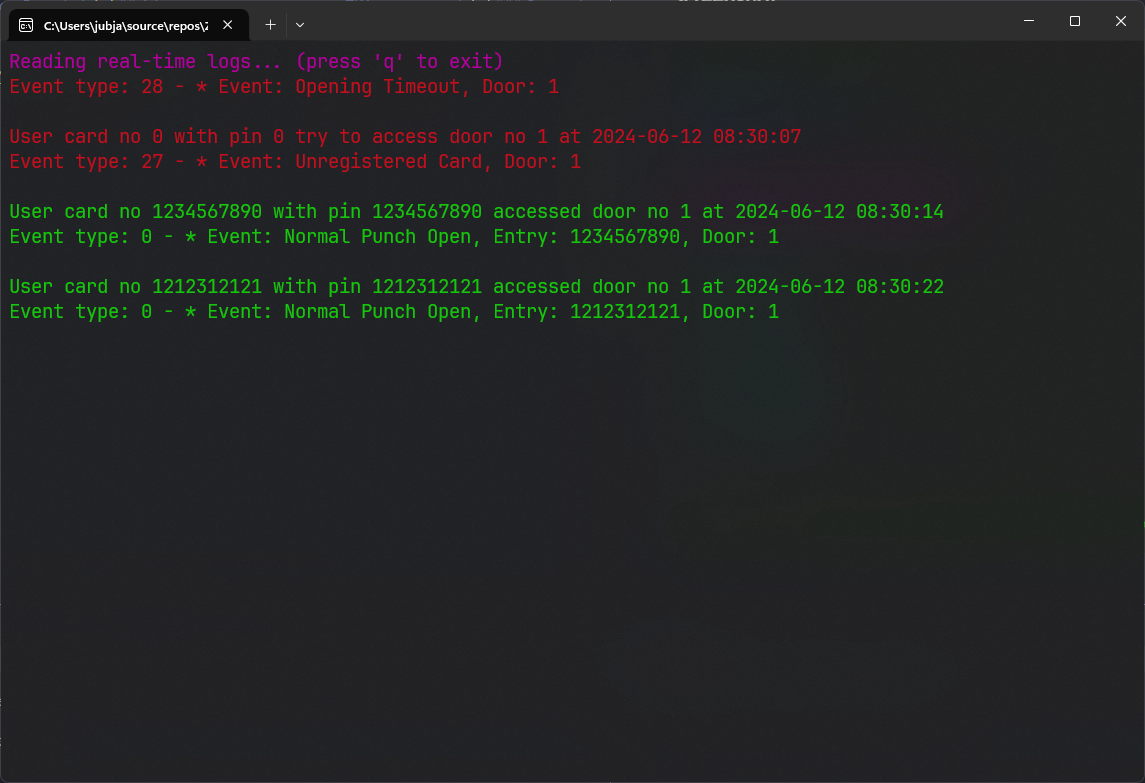 C:\Users\jubja\source\repos\
Reading real-time logs... (press 'q' to exit)
Event type: 28 - * Event: Opening Timeout, Door: 1
User card no 0 with pin 0 try to access door no 1 at 2024-06-12 08:30:07
Event type: 27 - * Event: Unregistered Card, Door: 1
User card no 1234567890 with pin 1234567890 accessed door no 1 at 2024-06-12 08:30:14
Event type: 0 - * Event: Normal Punch Open, Entry: 1234567890, Door: 1
User card no 1212312121 with pin 1212312121 accessed door no 1 at 2024-06-12 08:30:22
Event type: 0 - * Event: Normal Punch Open, Entry: 1212312121, Door: 1